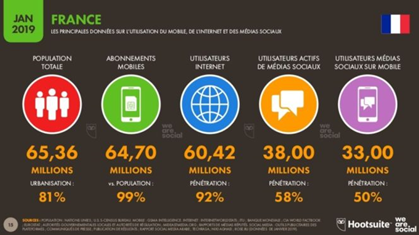 JAN
2019
FRANCE
LES PRINCIPALES DONNÉES SUR L'UTILISATION DU MOBILE, DE L'INTERNET ET DES MÉDIAS SOCIAUX
POPULATION
TOTALE
ABONNEMENTS
MOBILES
UTILISATEURS
INTERNET
UTILISATEURS ACTIFS
DE MÉDIAS SOCIAUX
UTILISATEURS MÉDIAS
SOCIAUX SUR MOBILE
we
are.
social
65,36
MILLIONS
URBANISATION :
81%
64,70
MILLIONS
vs. POPULATION :
99%
60,42
MILLIONS
PÉNÉTRATION :
92%
38,00
MILLIONS
PÉNÉTRATION :
58%
33,00
MILLIONS
PÉNÉTRATION :
50%
Hootsuite
we
are.
social